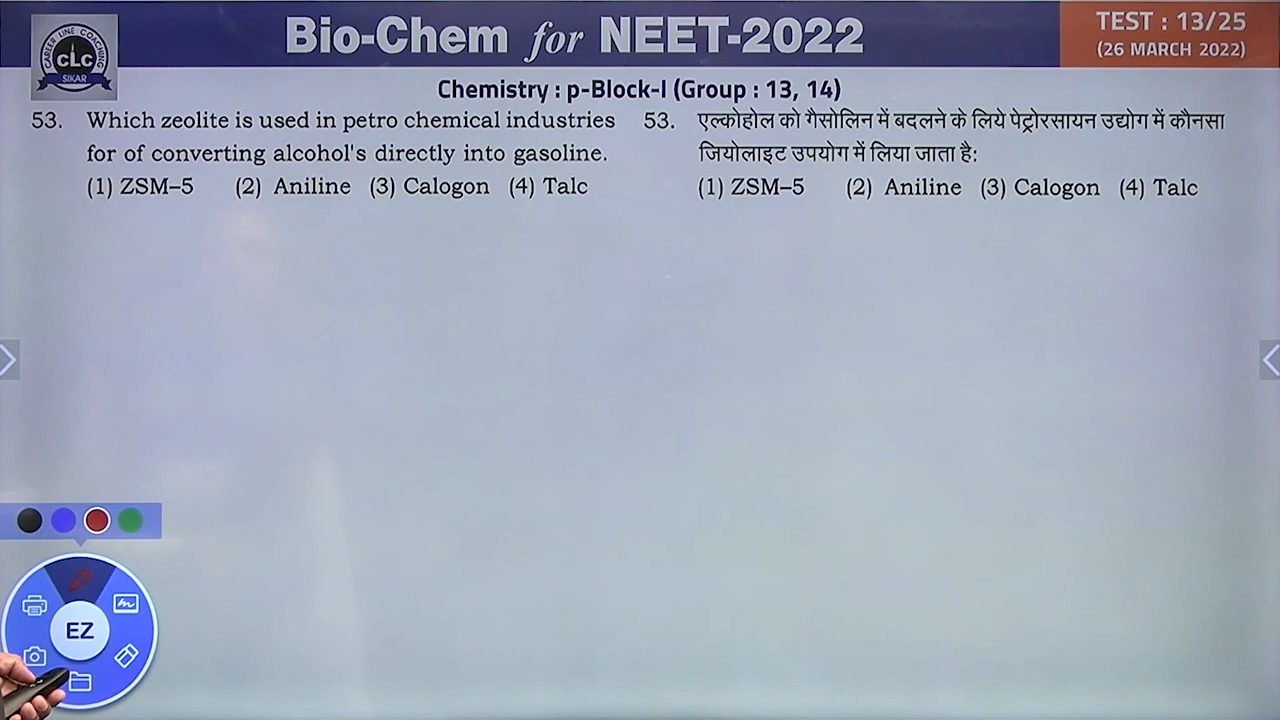 CAREER LINE COACHING
CLC
SIKAR
Bio-Chem for NEET-2022
TEST : 13/25
(26 MARCH 2022)
Chemistry : p-Block-I (Group : 13, 14)
53. Which zeolite is used in petro chemical industries
for of converting alcohol's directly into gasoline.
(1) ZSM–5 (2) Aniline (3) Calogon (4) Talc
53. एल्कोहोल को गैसोलिन में बदलने के लिये पेट्रोरसायन उद्योग में कौनसा
जियोलाइट उपयोग में लिया जाता है:
(1) ZSM–5 (2) Aniline (3) Calogon (4) Talc
EZ